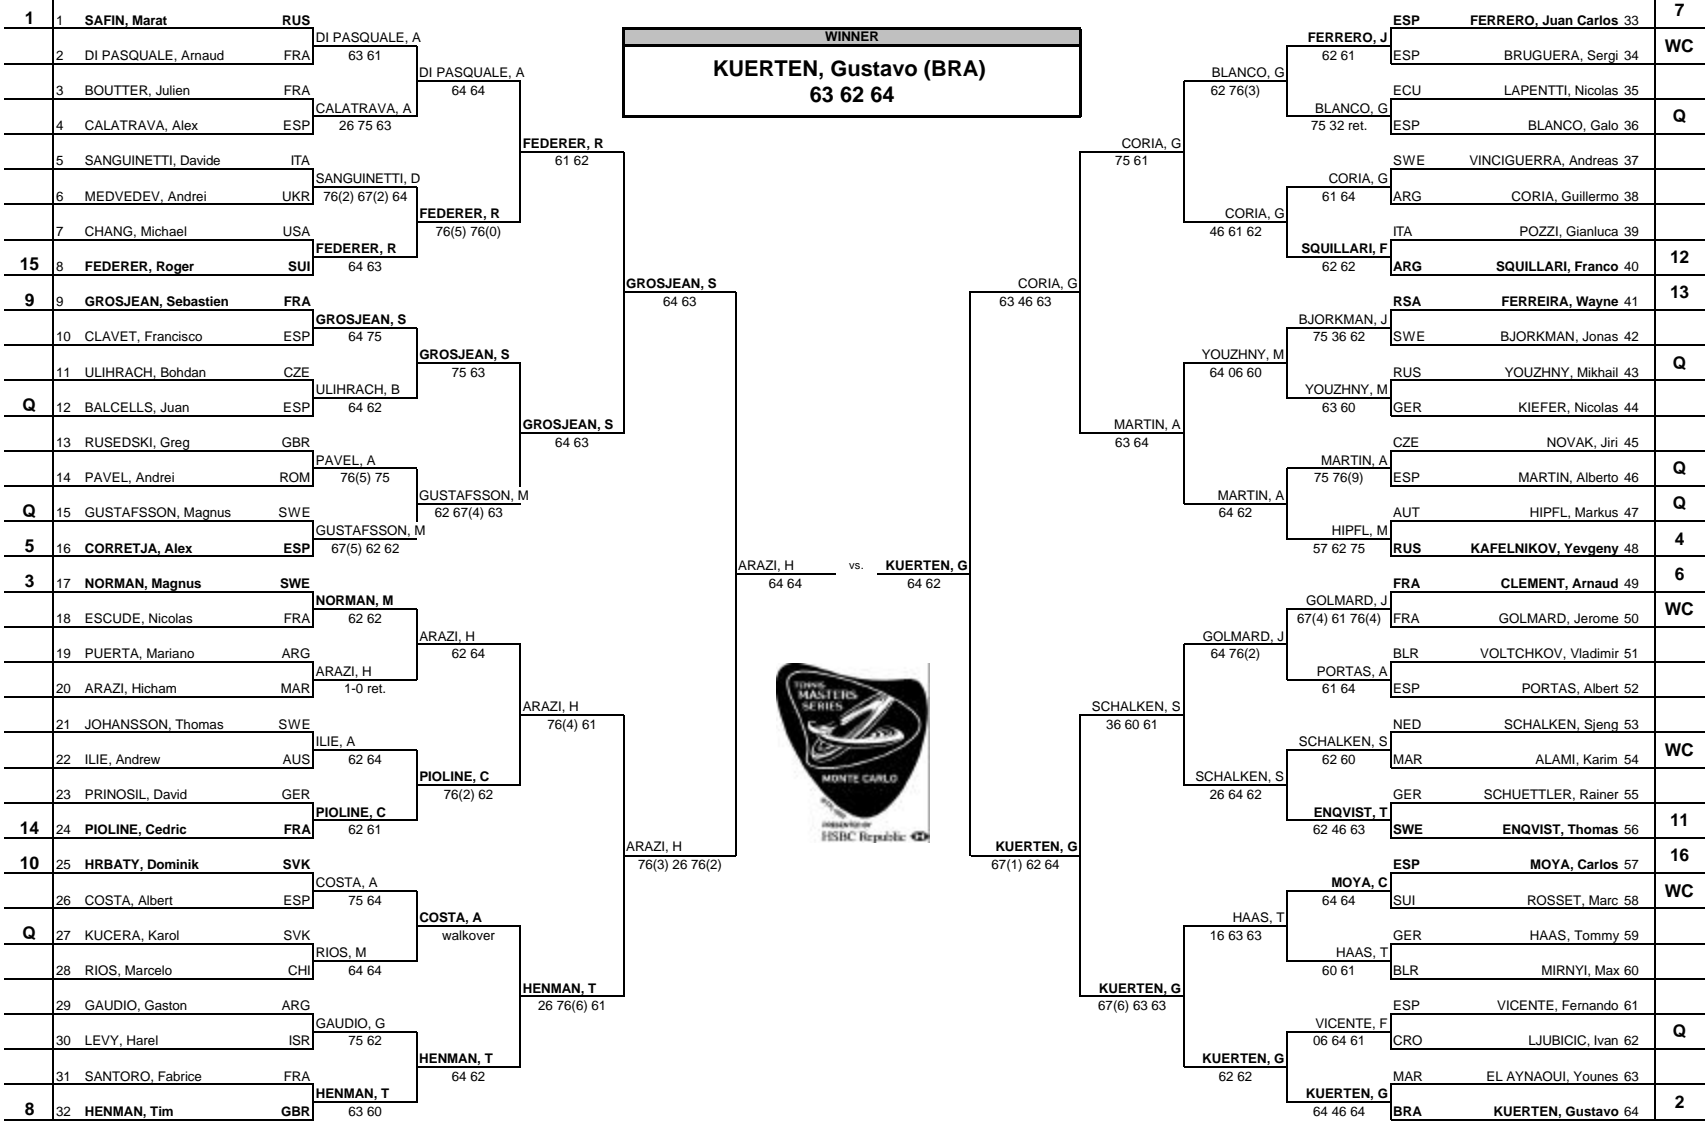 WINNER
KUERTEN, Gustavo (BRA)
63 62 64
1 1 SAFIN, Marat RUS
2 DI PASQUALE, Arnaud FRA
3 BOUTTER, Julien FRA
4 CALATRAVA, Alex ESP
5 SANGUINETTI, Davide ITA
6 MEDVEDEV, Andrei UKR
7 CHANG, Michael USA
15 8 FEDERER, Roger SUI
9 9 GROSJEAN, Sebastien FRA
10 CLAVET, Francisco ESP
11 ULIHRACH, Bohdan CZE
Q 12 BALCELLS, Juan ESP
13 RUSEDSKI, Greg GBR
14 PAVEL, Andrei ROM
Q 15 GUSTAFSSON, Magnus SWE
5 16 CORRETJA, Alex ESP
3 17 NORMAN, Magnus SWE
18 ESCUDE, Nicolas FRA
19 PUERTA, Mariano ARG
20 ARAZI, Hicham MAR
21 JOHANSSON, Thomas SWE
22 ILIE, Andrew AUS
23 PRINOSIL, David GER
14 24 PIOLINE, Cedric FRA
10 25 HRBATY, Dominik SVK
26 COSTA, Albert ESP
Q 27 KUCERA, Karol SVK
28 RIOS, Marcelo CHI
29 GAUDIO, Gaston ARG
30 LEVY, Harel ISR
31 SANTORO, Fabrice FRA
8 32 HENMAN, Tim GBR
DI PASQUALE, A
63 61
CALATRAVA, A
26 75 63
SANGUINETTI, D
76(2) 67(2) 64
FEDERER, R
64 63
GROSJEAN, S
64 75
ULIHRACH, B
64 62
PAVEL, A
76(5) 75
GUSTAFSSON, M
67(5) 62 62
NORMAN, M
62 62
ARAZI, H
1-0 ret.
ILIE, A
62 64
PIOLINE, C
62 61
COSTA, A
75 64
RIOS, M
64 64
GAUDIO, G
75 62
HENMAN, T
63 60
DI PASQUALE, A
64 64
FEDERER, R
76(5) 76(0)
GROSJEAN, S
75 63
GUSTAFSSON, M
62 67(4) 63
ARAZI, H
62 64
PIOLINE, C
76(2) 62
COSTA, A
walkover
HENMAN, T
64 62
FEDERER, R
61 62
GROSJEAN, S
64 63
ARAZI, H
76(4) 61
HENMAN, T
26 76(6) 61
GROSJEAN, S
64 63
ARAZI, H
76(3) 26 76(2)
ARAZI, H
64 64
vs.
KUERTEN, G
64 62
TENNIS
MASTERS
SERIES
MONTE CARLO
PRESENTED BY
HSBC Republic
CORIA, G
63 46 63
KUERTEN, G
67(1) 62 64
CORIA, G
75 61
MARTIN, A
63 64
SCHALKEN, S
36 60 61
KUERTEN, G
67(6) 63 63
BLANCO, G
62 76(3)
CORIA, G
46 61 62
YOUZHNY, M
64 06 60
MARTIN, A
64 62
GOLMARD, J
64 76(2)
SCHALKEN, S
26 64 62
HAAS, T
16 63 63
KUERTEN, G
62 62
FERRERO, J
62 61
BLANCO, G
75 32 ret.
CORIA, G
61 64
SQUILLARI, F
62 62
BJORKMAN, J
75 36 62
YOUZHNY, M
63 60
MARTIN, A
75 76(9)
HIPFL, M
57 62 75
GOLMARD, J
67(4) 61 76(4)
PORTAS, A
61 64
SCHALKEN, S
62 60
ENQVIST, T
62 46 63
MOYA, C
64 64
HAAS, T
60 61
VICENTE, F
06 64 61
KUERTEN, G
64 46 64
ESP FERRERO, Juan Carlos 33 7
ESP BRUGUERA, Sergi 34 WC
ECU LAPENTTI, Nicolas 35
ESP BLANCO, Galo 36 Q
SWE VINCIGUERRA, Andreas 37
ARG CORIA, Guillermo 38
ITA POZZI, Gianluca 39
ARG SQUILLARI, Franco 40 12
RSA FERREIRA, Wayne 41 13
SWE BJORKMAN, Jonas 42
RUS YOUZHNY, Mikhail 43 Q
GER KIEFER, Nicolas 44
CZE NOVAK, Jiri 45
ESP MARTIN, Alberto 46 Q
AUT HIPFL, Markus 47 Q
RUS KAFELNIKOV, Yevgeny 48 4
FRA CLEMENT, Arnaud 49 6
FRA GOLMARD, Jerome 50 WC
BLR VOLTCHKOV, Vladimir 51
ESP PORTAS, Albert 52
NED SCHALKEN, Sjeng 53
MAR ALAMI, Karim 54 WC
GER SCHUETTLER, Rainer 55
SWE ENQVIST, Thomas 56 11
ESP MOYA, Carlos 57 16
SUI ROSSET, Marc 58 WC
GER HAAS, Tommy 59
BLR MIRNYI, Max 60
ESP VICENTE, Fernando 61
CRO LJUBICIC, Ivan 62 Q
MAR EL AYNAOUI, Younes 63
BRA KUERTEN, Gustavo 64 2